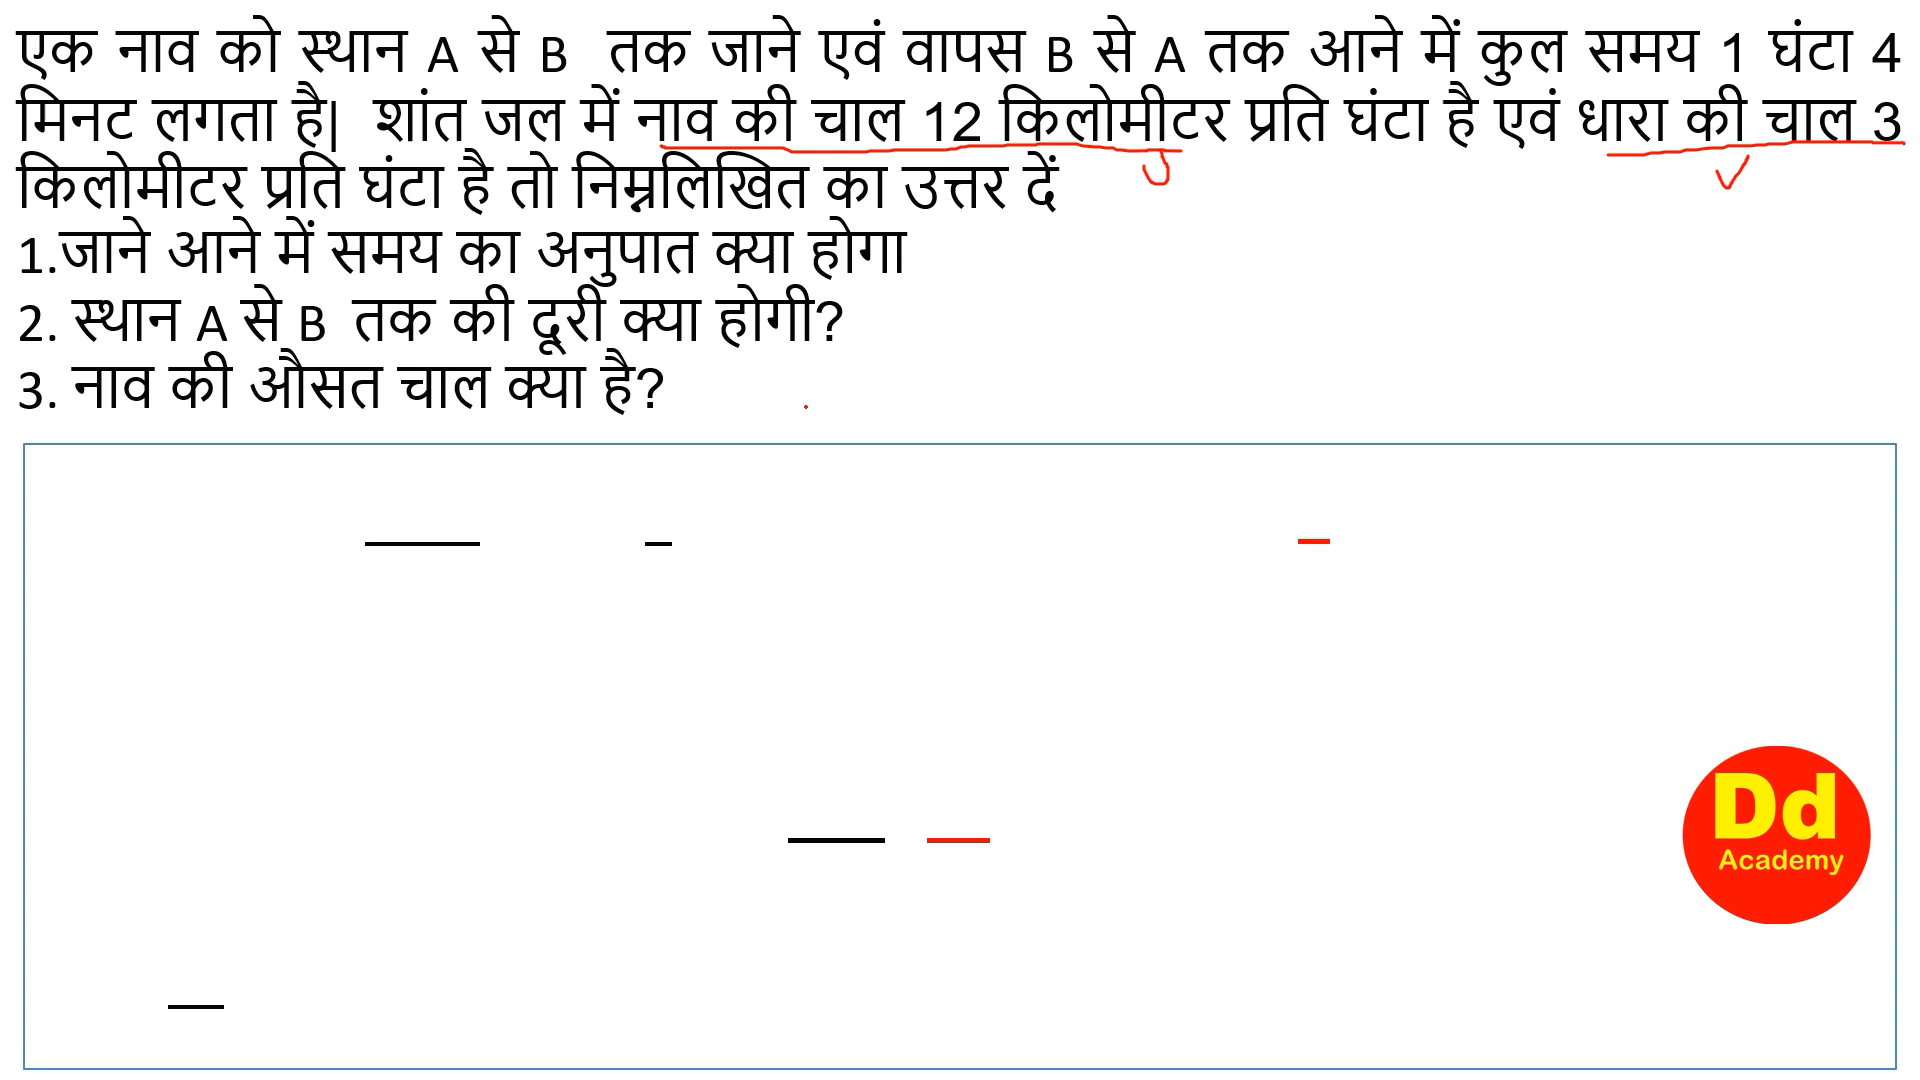 एक नाव को स्थान A से B तक जाने एवं वापस B से A तक आने में कुल समय 1 घंटा 4
मिनट लगता है| शांत जल में नाव की चाल 12 किलोमीटर प्रति घंटा है एवं धारा की चाल 3
किलोमीटर प्रति घंटा है तो निम्नलिखित का उत्तर दें
1.जाने आने में समय का अनुपात क्या होगा
2. स्थान A से B तक की दूरी क्या होगी?
3. नाव की औसत चाल क्या है?
Dd
Academy